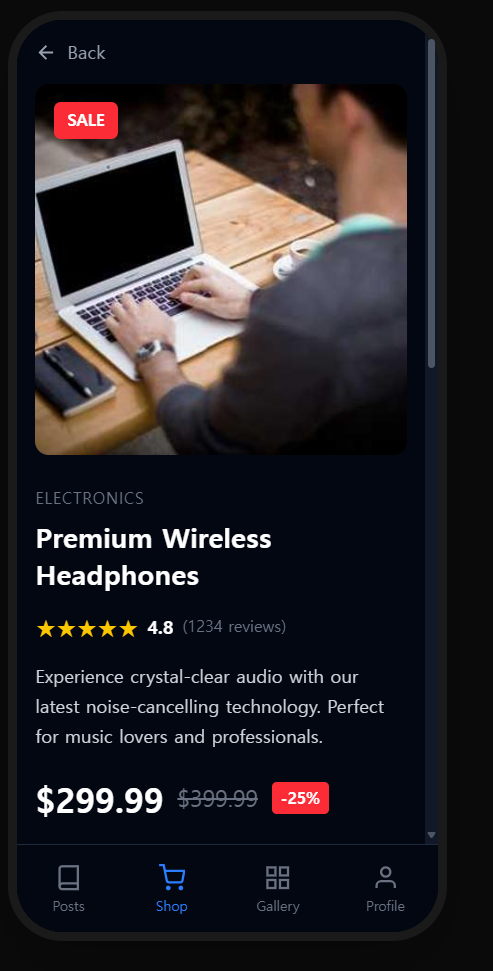 Back
SALE
ELECTRONICS
Premium Wireless
Headphones
★★★★★ 4.8 (1234 reviews)
Experience crystal-clear audio with our
latest noise-cancelling technology. Perfect
for music lovers and professionals.
$299.99 $399.99 -25%
Posts Shop Gallery Profile